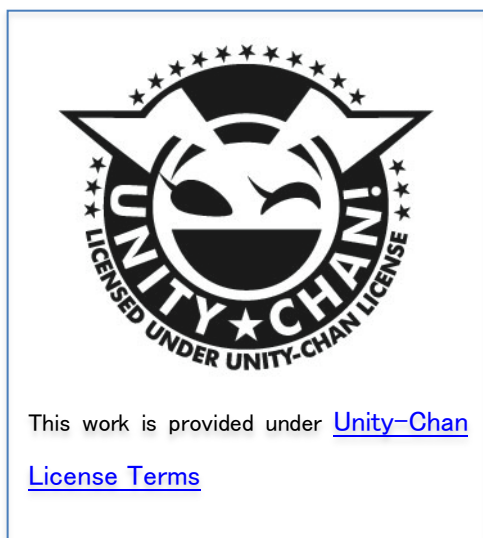 UNITY★CHAN!
LICENSED UNDER UNITY-CHAN LICENSE
This work is provided under Unity-Chan
License Terms